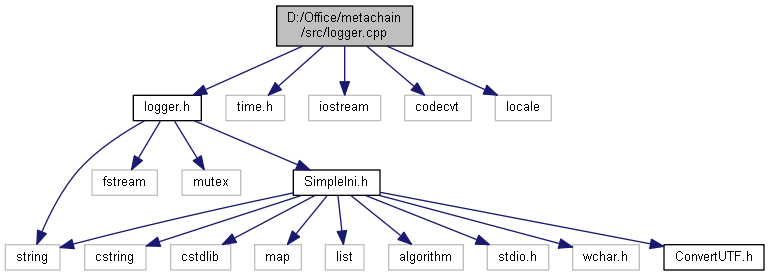 D:/Office/metachain
/src/logger.cpp
logger.h
time.h
iostream
codecvt
locale
fstream
mutex
SimpleIni.h
string
cstring
cstdlib
map
list
algorithm
stdio.h
wchar.h
ConvertUTF.h